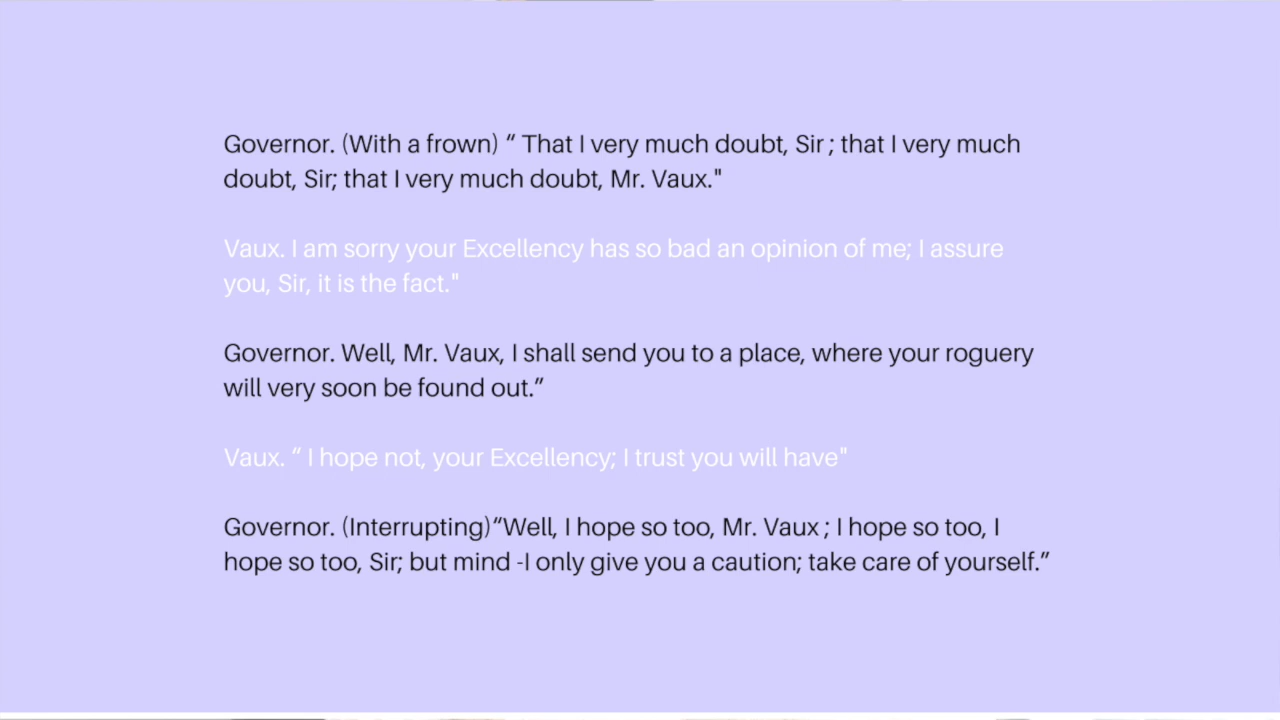 Governor. (With a frown) “ That I very much doubt, Sir ; that I very much
doubt, Sir; that I very much doubt, Mr. Vaux."
Vaux. I am sorry your Excellency has so bad an opinion of me; I assure
you, Sir, it is the fact."
Governor. Well, Mr. Vaux, I shall send you to a place, where your roguery
will very soon be found out.”
Vaux. “ I hope not, your Excellency; I trust you will have"
Governor. (Interrupting)“Well, I hope so too, Mr. Vaux ; I hope so too, I
hope so too, Sir; but mind -I only give you a caution; take care of yourself.”